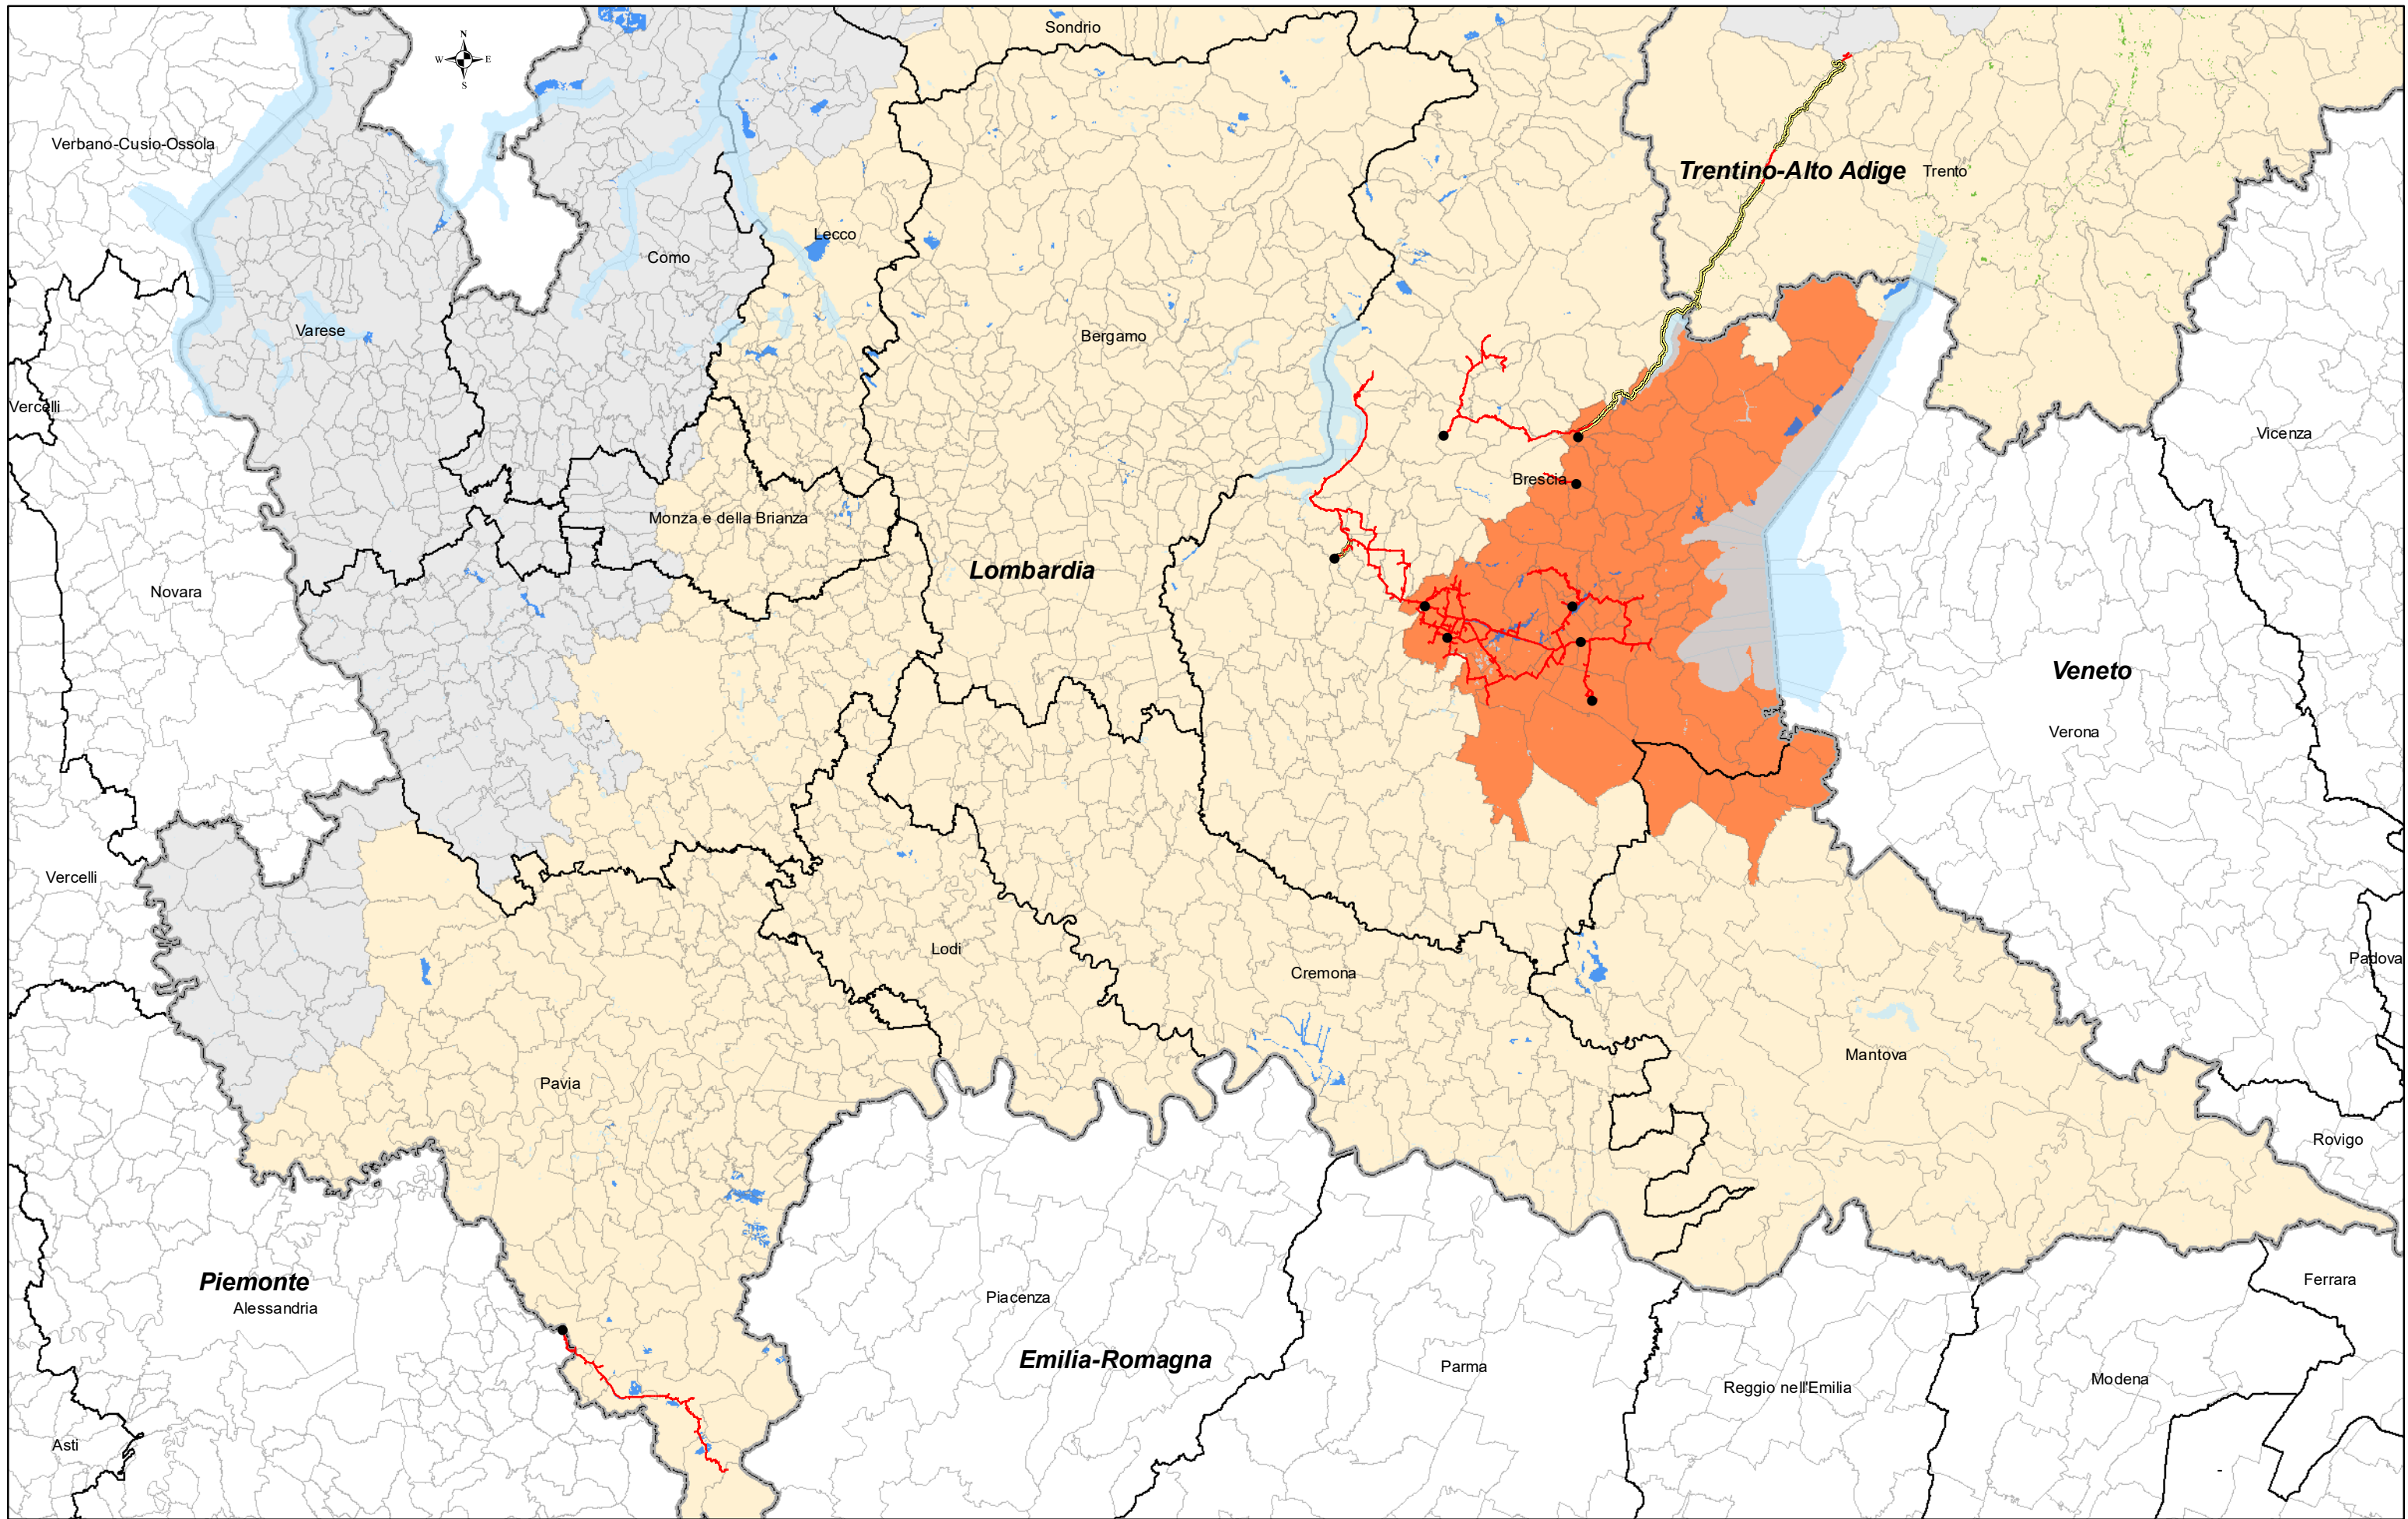 Sondrio
N
W E
S
Verbano-Cusio-Ossola
Trentino-Alto Adige
Trento
Lecco
Como
Varese
Bergamo
Vercelli
Vicenza
Brescia
Monza e della Brianza
Lombardia
Novara
Veneto
Verona
Vercelli
Lodi
Padova
Cremona
Mantova
Pavia
Rovigo
Piemonte
Ferrara
Piacenza
Alessandria
Emilia-Romagna
Parma
Modena
Reggio nell'Emilia
Asti